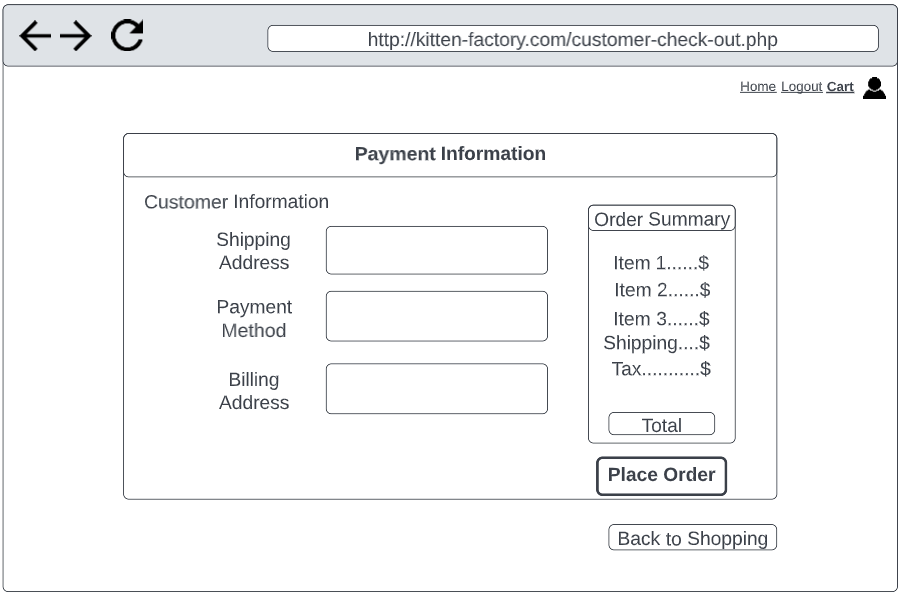 http://kitten-factory.com/customer-check-out.php
Home Logout Cart
Payment Information
Customer Information
Shipping
Address
Payment
Method
Billing
Address
Order Summary
Item 1......$
Item 2......$
Item 3......$
Shipping....$
Tax...........$
Total
Place Order
Back to Shopping